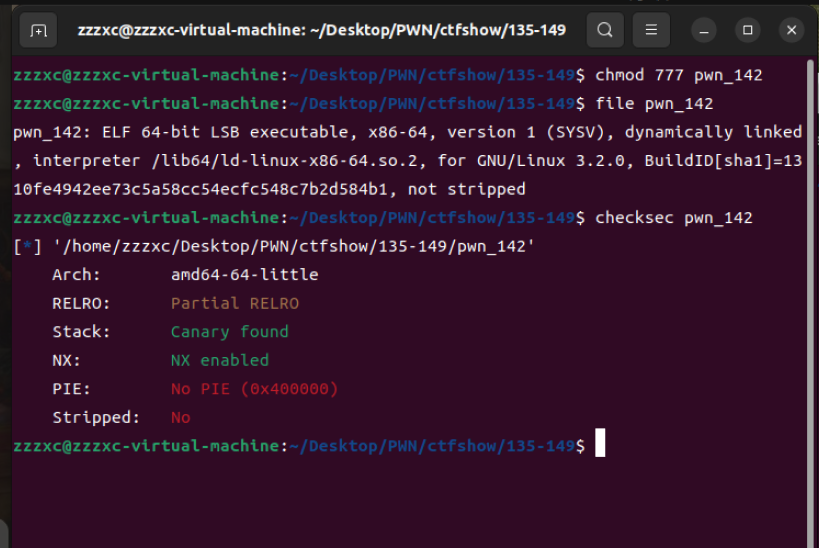 zzzxc@zzzxc-virtual-machine: ~/Desktop/PWN/ctfshow/135-149
zzzxc@zzzxc-virtual-machine:~/Desktop/PWN/ctfshow/135-149$ chmod 777 pwn_142
zzzxc@zzzxc-virtual-machine:~/Desktop/PWN/ctfshow/135-149$ file pwn_142
pwn_142: ELF 64-bit LSB executable, x86-64, version 1 (SYSV), dynamically linked
, interpreter /lib64/ld-linux-x86-64.so.2, for GNU/Linux 3.2.0, BuildID[sha1]=13
10fe4942ee73c5a58cc54ecfc548c7b2d584b1, not stripped
zzzxc@zzzxc-virtual-machine:~/Desktop/PWN/ctfshow/135-149$ checksec pwn_142
[*] '/home/zzzxc/Desktop/PWN/ctfshow/135-149/pwn_142'
    Arch:       amd64-64-little
    RELRO:      Partial RELRO
    Stack:      Canary found
    NX:         NX enabled
    PIE:        No PIE (0x400000)
    Stripped:   No
zzzxc@zzzxc-virtual-machine:~/Desktop/PWN/ctfshow/135-149$